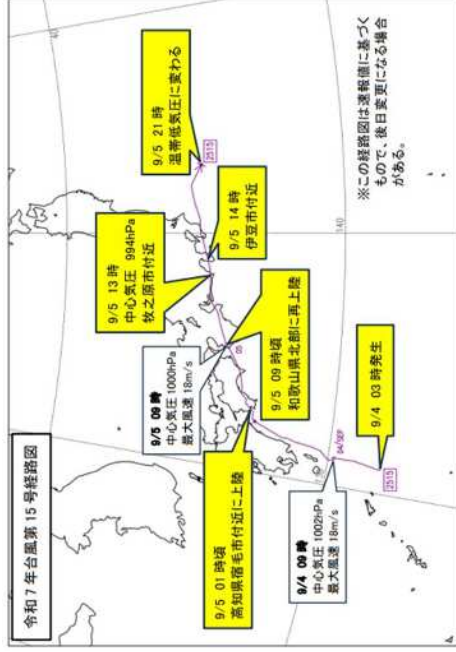 令和7年台風第15号経路図
9/5 21時
温帯低気圧に変わる
9/5 13時
中心気圧 994hPa
牧之原市付近
9/5 09時
中心気圧 1000hPa
最大風速 18m/s
9/5 01時頃
高知県宿毛市付近に上陸
9/5 14時
伊豆市付近
9/5 09時頃
和歌山県北部に再上陸
9/4 09時
中心気圧 1002hPa
最大風速 18m/s
9/4 03時発生
2515
2515
04/SEP
05
140
※この経路図は速報値に基づく
もので、後日変更になる場合
がある。